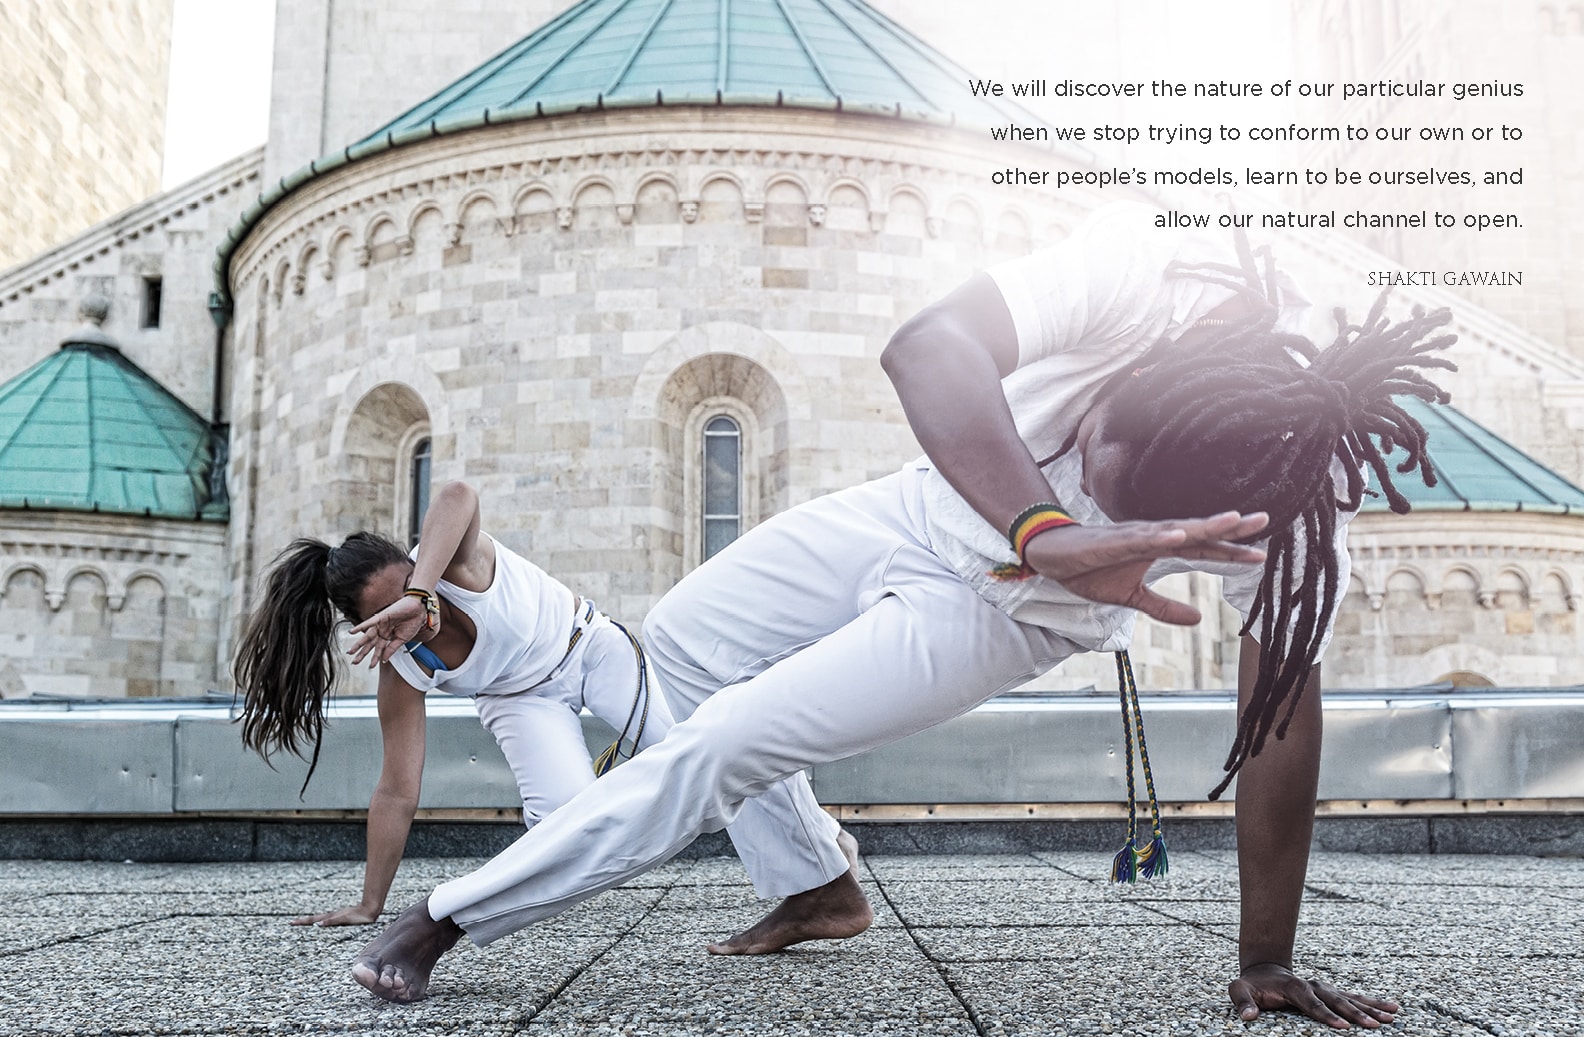 We will discover the nature of our particular genius
when we stop trying to conform to our own or to
other people’s models, learn to be ourselves, and
allow our natural channel to open.
SHAKTI GAWAIN